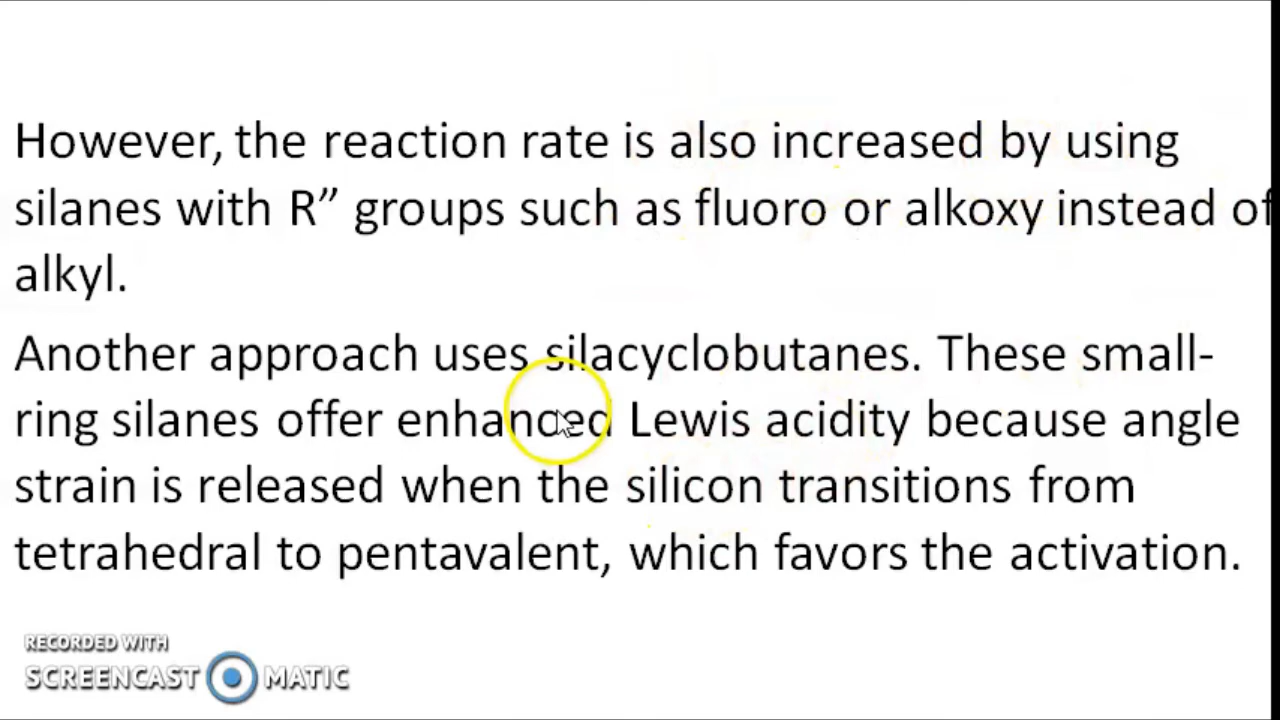 However, the reaction rate is also increased by using
silanes with R” groups such as fluoro or alkoxy instead of
alkyl.
Another approach uses silacyclobutanes. These small-
ring silanes offer enhanced Lewis acidity because angle
strain is released when the silicon transitions from
tetrahedral to pentavalent, which favors the activation.
RECORDED WITH
SCREENCAST MATIC